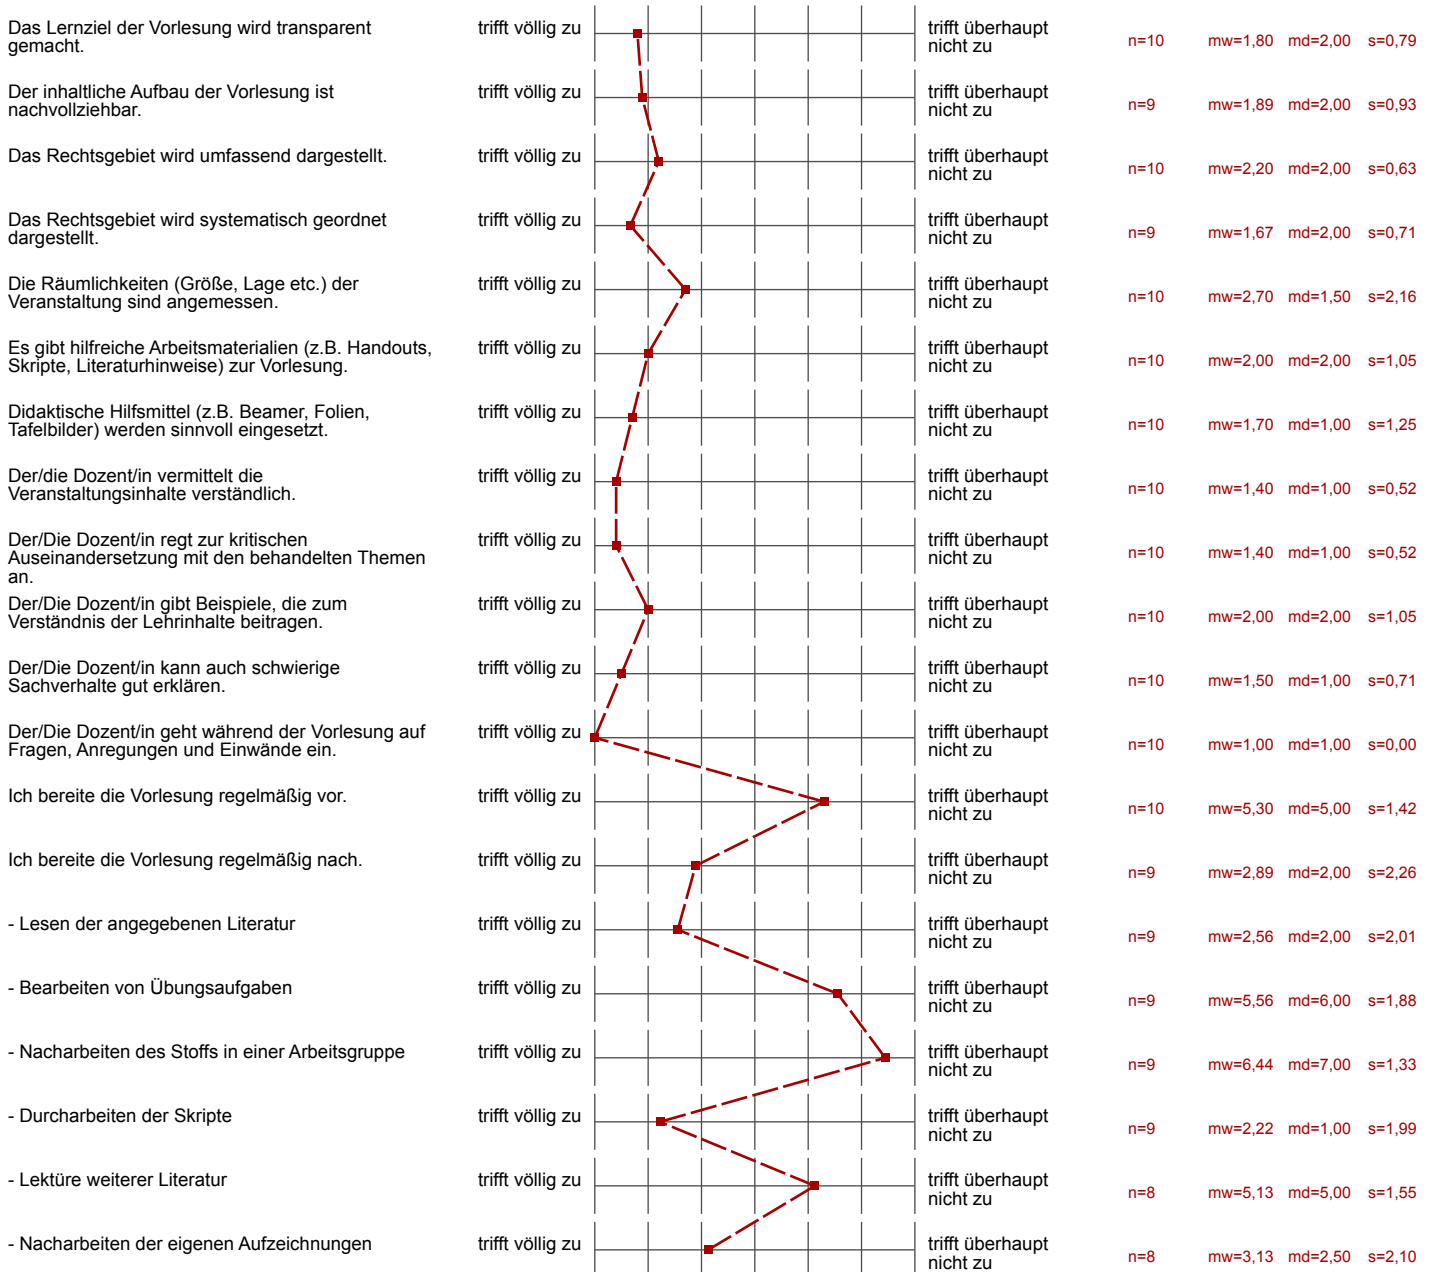 Das Lernziel der Vorlesung wird transparent gemacht. trifft völlig zu trifft überhaupt nicht zu n=10 mw=1,80 md=2,00 s=0,79
Der inhaltliche Aufbau der Vorlesung ist nachvollziehbar. trifft völlig zu trifft überhaupt nicht zu n=9 mw=1,89 md=2,00 s=0,93
Das Rechtsgebiet wird umfassend dargestellt. trifft völlig zu trifft überhaupt nicht zu n=10 mw=2,20 md=2,00 s=0,63
Das Rechtsgebiet wird systematisch geordnet dargestellt. trifft völlig zu trifft überhaupt nicht zu n=9 mw=1,67 md=2,00 s=0,71
Die Räumlichkeiten (Größe, Lage etc.) der Veranstaltung sind angemessen. trifft völlig zu trifft überhaupt nicht zu n=10 mw=2,70 md=1,50 s=2,16
Es gibt hilfreiche Arbeitsmaterialien (z.B. Handouts, Skripte, Literaturhinweise) zur Vorlesung. trifft völlig zu trifft überhaupt nicht zu n=10 mw=2,00 md=2,00 s=1,05
Didaktische Hilfsmittel (z.B. Beamer, Folien, Tafelbilder) werden sinnvoll eingesetzt. trifft völlig zu trifft überhaupt nicht zu n=10 mw=1,70 md=1,00 s=1,25
Der/die Dozent/in vermittelt die Veranstaltungsinhalte verständlich. trifft völlig zu trifft überhaupt nicht zu n=10 mw=1,40 md=1,00 s=0,52
Der/Die Dozent/in regt zur kritischen Auseinandersetzung mit den behandelten Themen an. trifft völlig zu trifft überhaupt nicht zu n=10 mw=1,40 md=1,00 s=0,52
Der/Die Dozent/in gibt Beispiele, die zum Verständnis der Lehrinhalte beitragen. trifft völlig zu trifft überhaupt nicht zu n=10 mw=2,00 md=2,00 s=1,05
Der/Die Dozent/in kann auch schwierige Sachverhalte gut erklären. trifft völlig zu trifft überhaupt nicht zu n=10 mw=1,50 md=1,00 s=0,71
Der/Die Dozent/in geht während der Vorlesung auf Fragen, Anregungen und Einwände ein. trifft völlig zu trifft überhaupt nicht zu n=10 mw=1,00 md=1,00 s=0,00
Ich bereite die Vorlesung regelmäßig vor. trifft völlig zu trifft überhaupt nicht zu n=10 mw=5,30 md=5,00 s=1,42
Ich bereite die Vorlesung regelmäßig nach. trifft völlig zu trifft überhaupt nicht zu n=9 mw=2,89 md=2,00 s=2,26
- Lesen der angegebenen Literatur trifft völlig zu trifft überhaupt nicht zu n=9 mw=2,56 md=2,00 s=2,01
- Bearbeiten von Übungsaufgaben trifft völlig zu trifft überhaupt nicht zu n=9 mw=5,56 md=6,00 s=1,88
- Nacharbeiten des Stoffs in einer Arbeitsgruppe trifft völlig zu trifft überhaupt nicht zu n=9 mw=6,44 md=7,00 s=1,33
- Durcharbeiten der Skripte trifft völlig zu trifft überhaupt nicht zu n=9 mw=2,22 md=1,00 s=1,99
- Lektüre weiterer Literatur trifft völlig zu trifft überhaupt nicht zu n=8 mw=5,13 md=5,00 s=1,55
- Nacharbeiten der eigenen Aufzeichnungen trifft völlig zu trifft überhaupt nicht zu n=8 mw=3,13 md=2,50 s=2,10